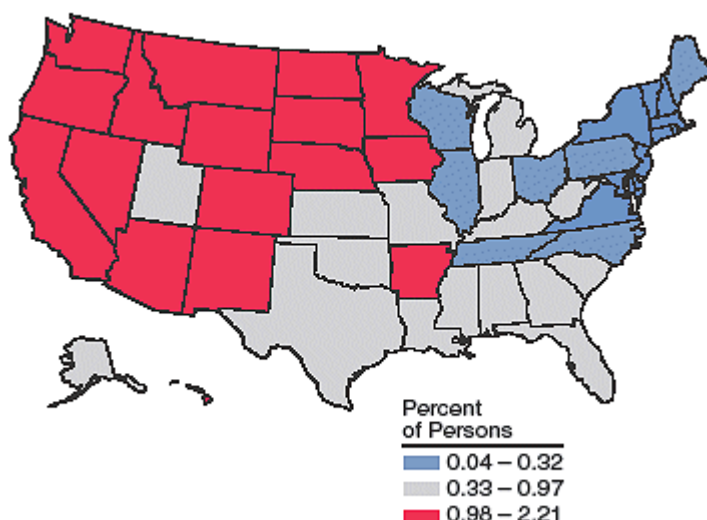 Percent
of Persons
0.04 – 0.32
0.33 – 0.97
0.98 – 2.21